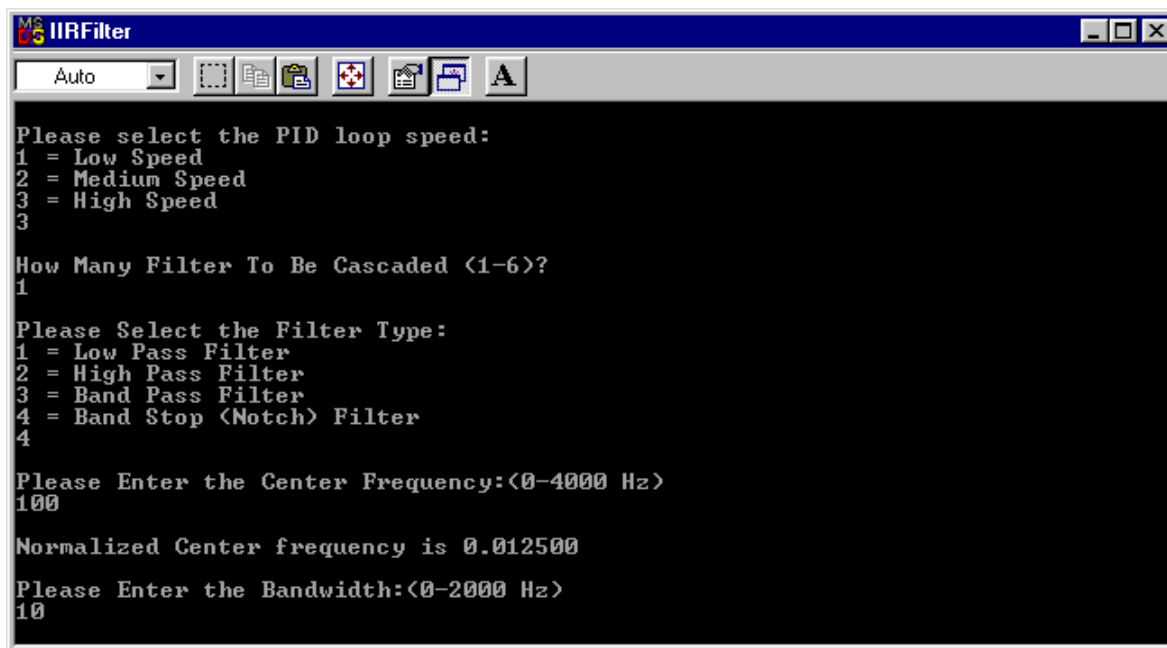 IIRFilter
Auto
A
Please select the PID loop speed:
1 = Low Speed
2 = Medium Speed
3 = High Speed
3
How Many Filter To Be Cascaded (1-6)?
1
Please Select the Filter Type:
1 = Low Pass Filter
2 = High Pass Filter
3 = Band Pass Filter
4 = Band Stop (Notch) Filter
4
Please Enter the Center Frequency:(0-4000 Hz)
100
Normalized Center frequency is 0.012500
Please Enter the Bandwidth:(0-2000 Hz)
10